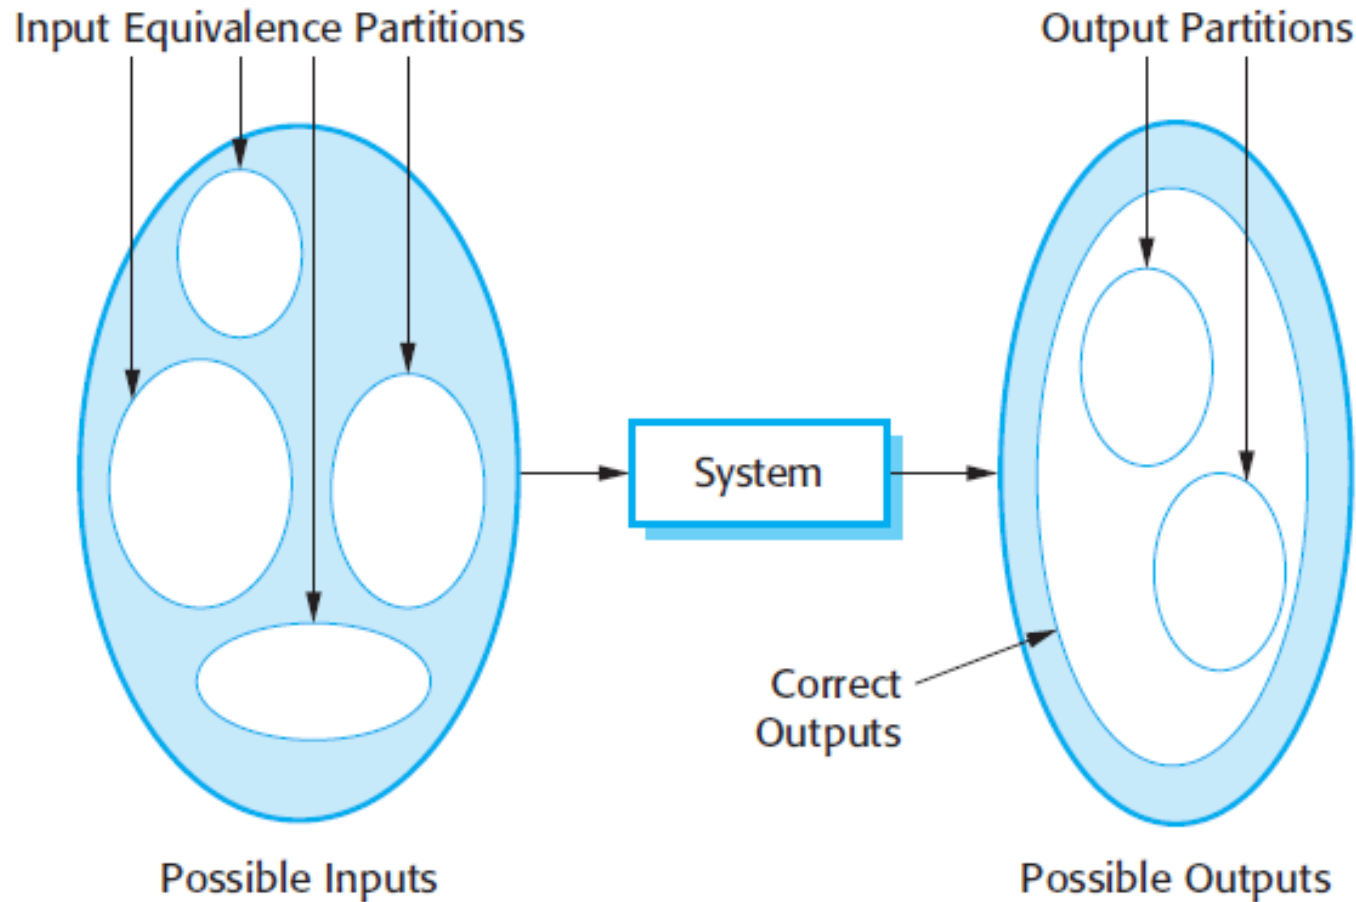 Input Equivalence Partitions
Output Partitions
System
Correct
Outputs
Possible Inputs
Possible Outputs